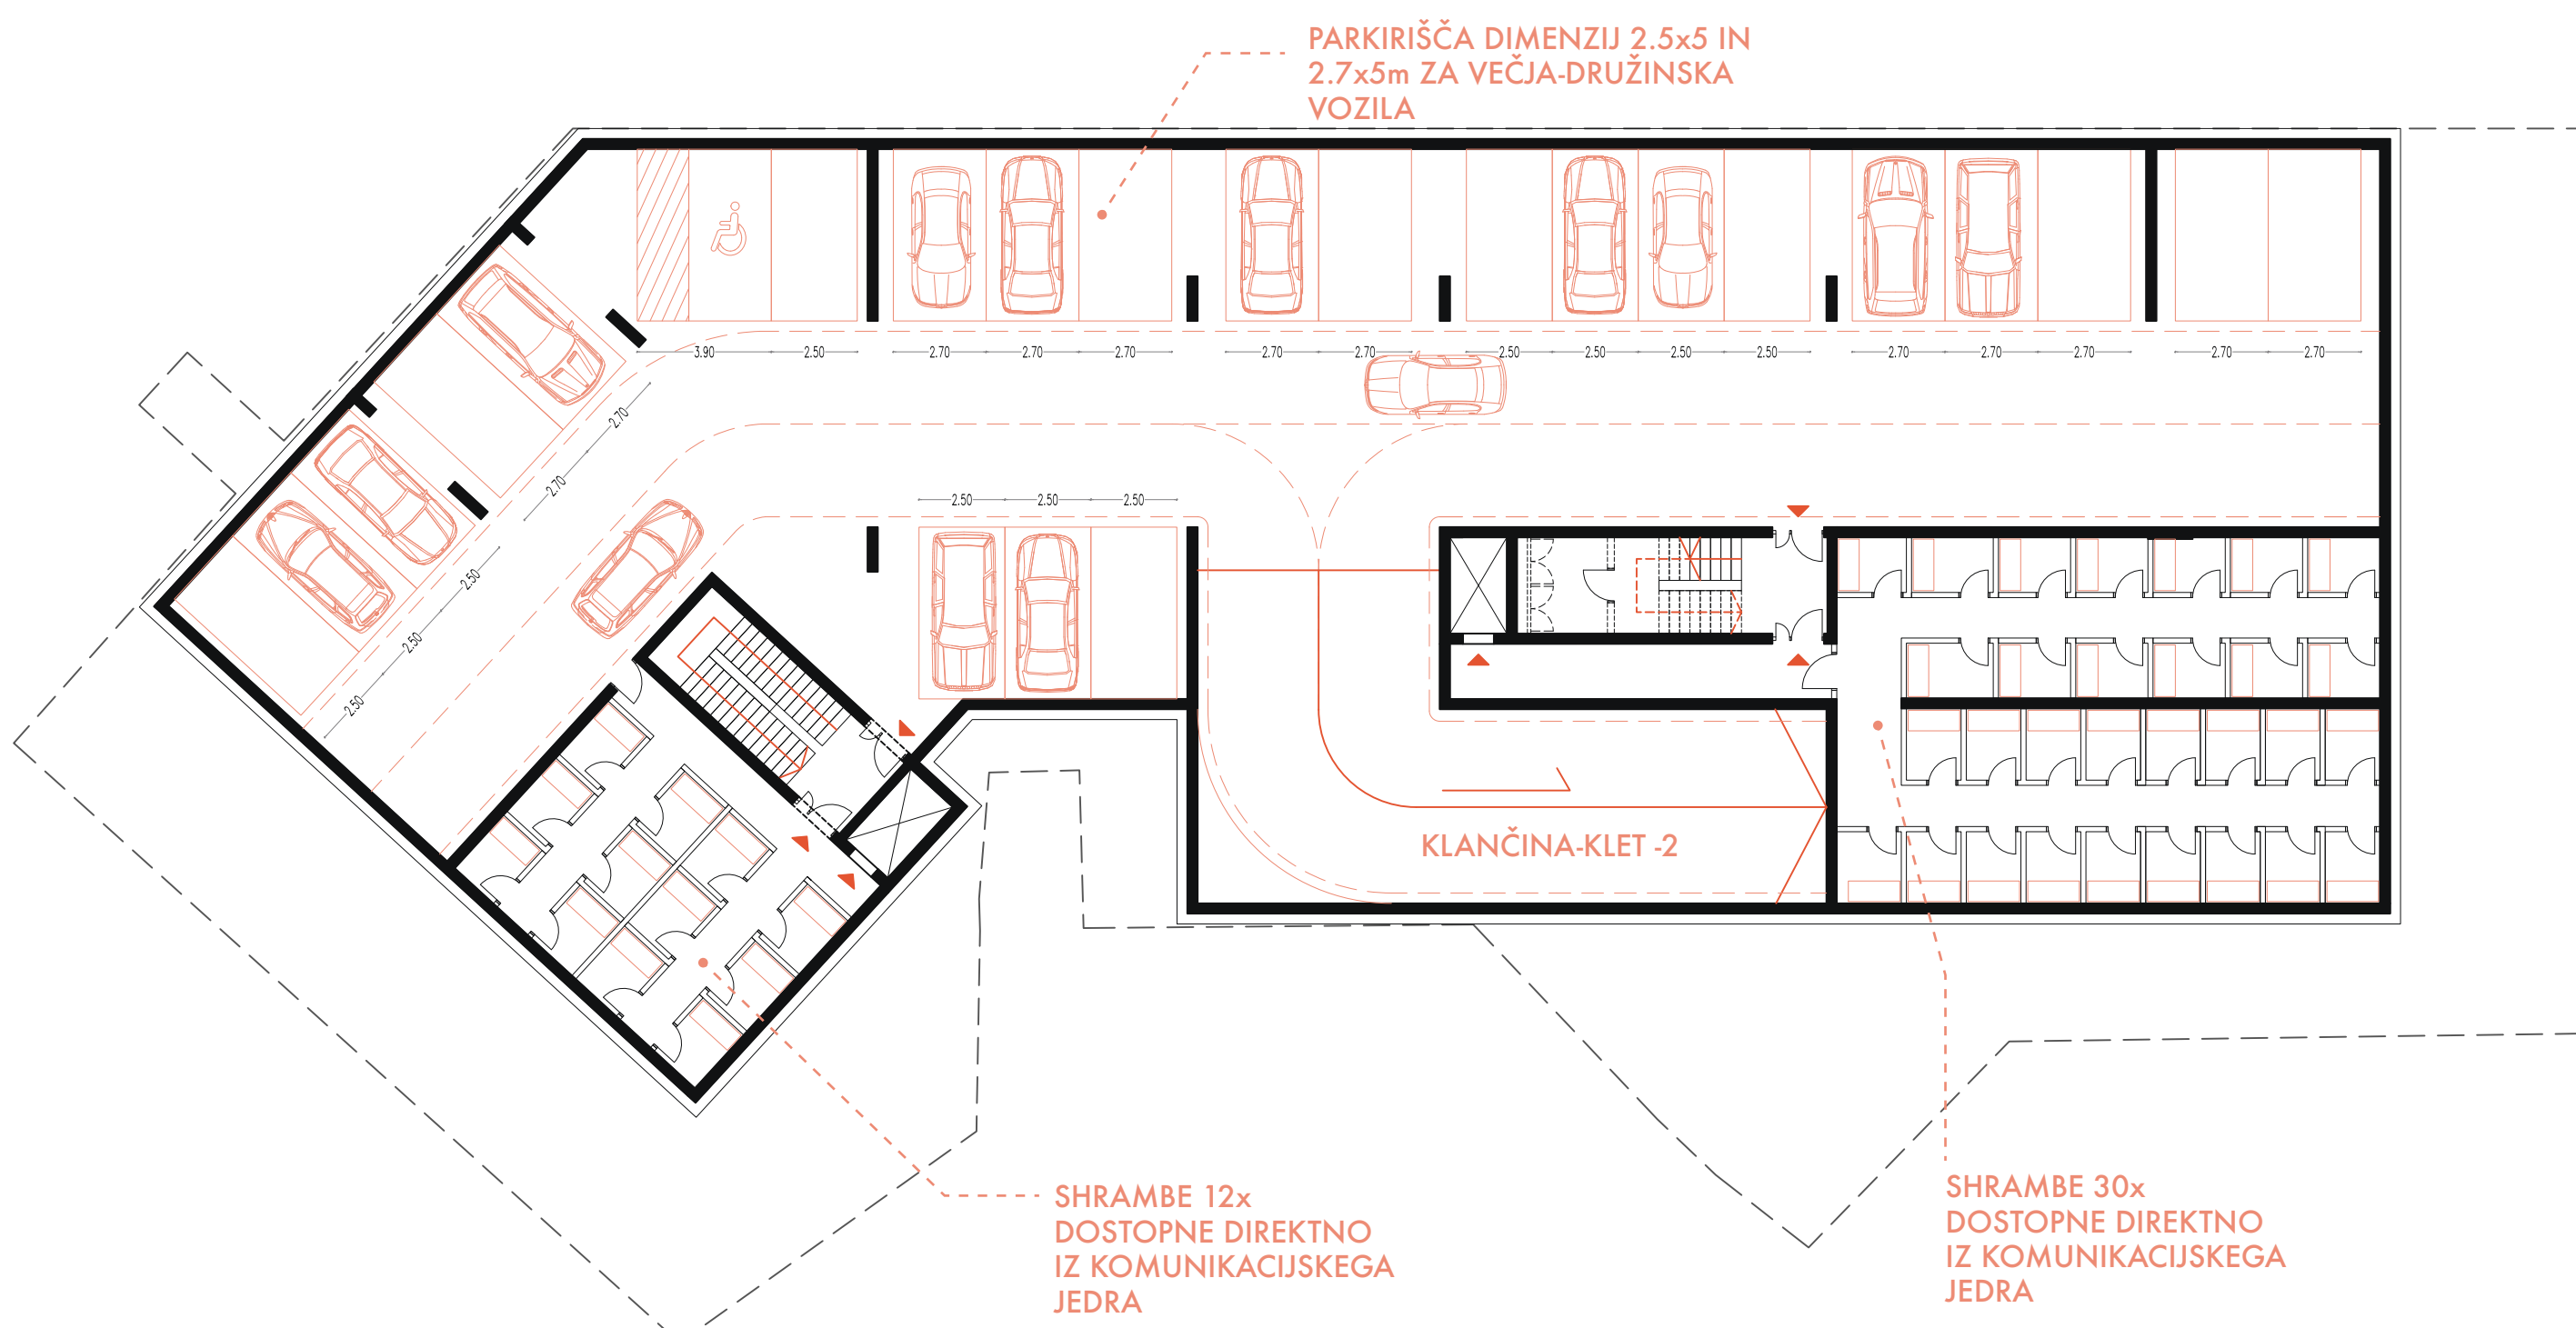 PARKIRIŠČA DIMENZIJ 2.5x5 IN
2.7x5m ZA VEČJA-DRUŽINSKA
VOZILA
3.90
2.50
2.70
2.70
2.70
2.70
2.70
2.50
2.50
2.50
2.50
2.70
2.70
2.70
2.70
2.70
2.70
2.70
2.50
2.50
2.50
2.50
2.50
2.50
KLANČINA-KLET -2
SHRAMBE 12x
DOSTOPNE DIREKTNO
IZ KOMUNIKACIJSKEGA
JEDRA
SHRAMBE 30x
DOSTOPNE DIREKTNO
IZ KOMUNIKACIJSKEGA
JEDRA